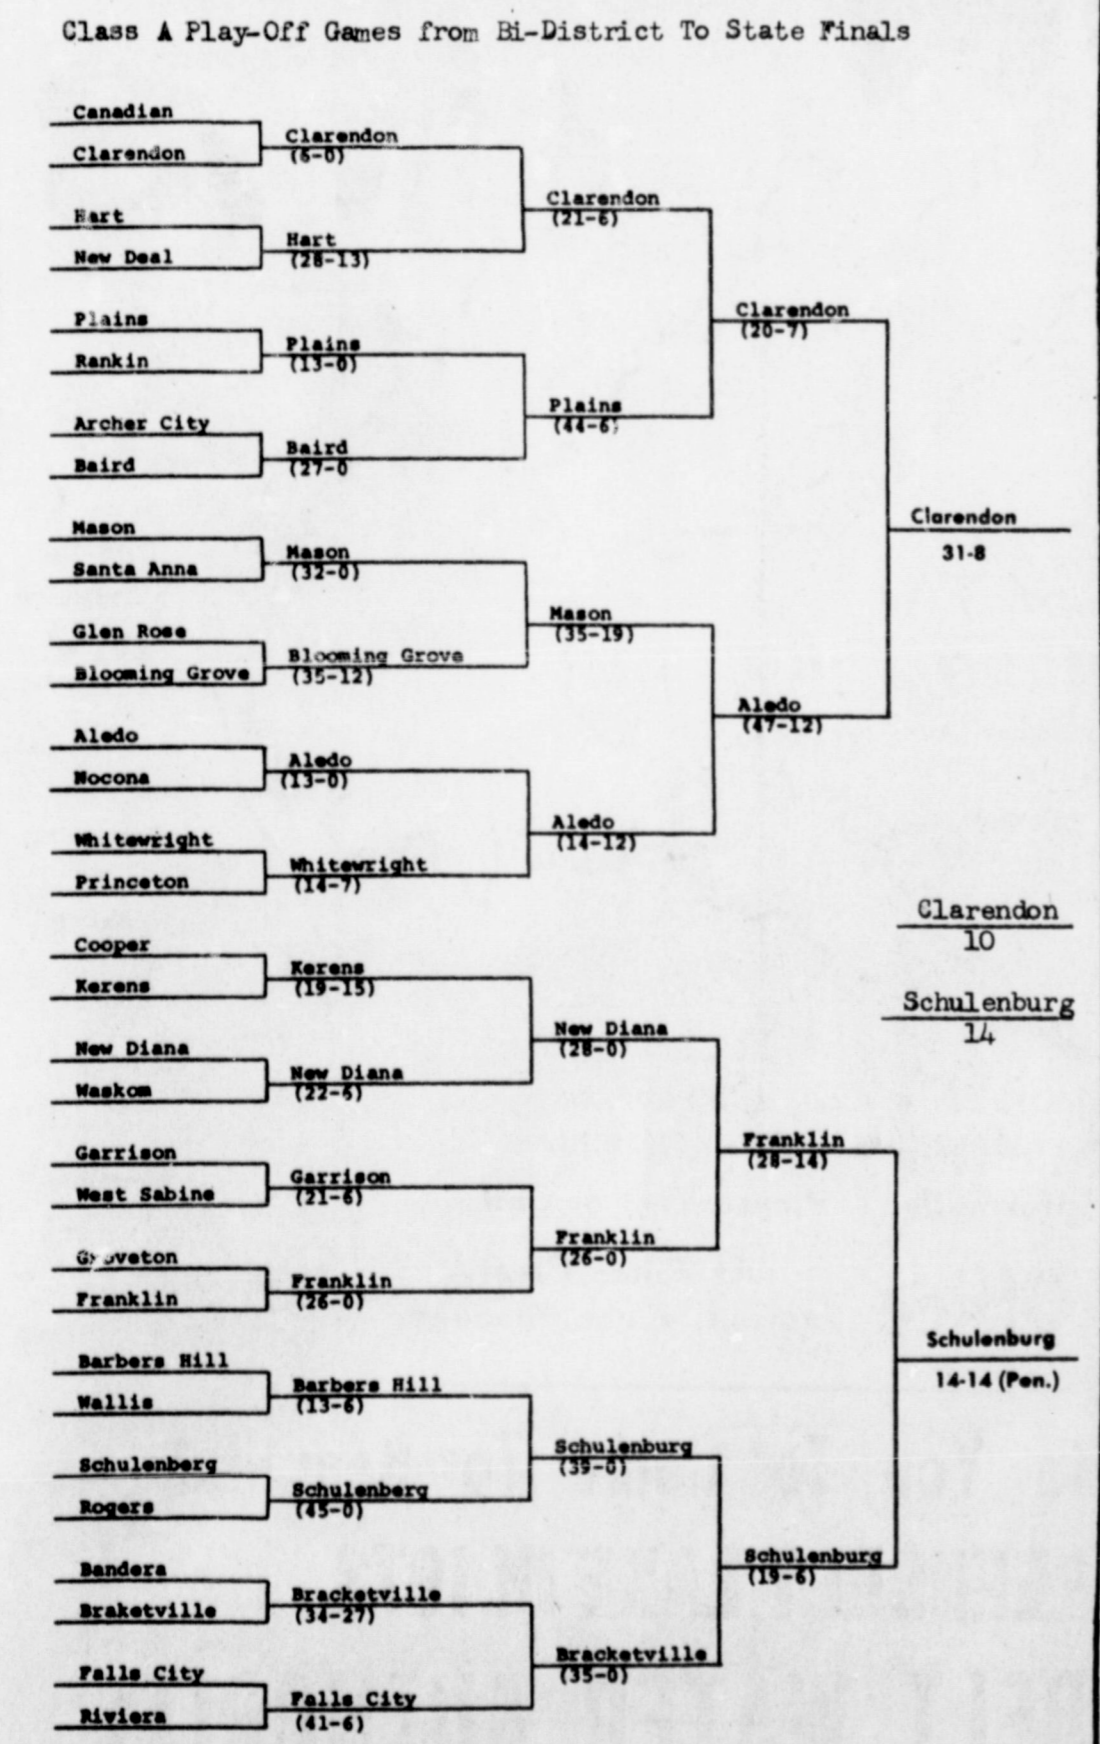 Class A Play-Off Games from Bi-District To State Finals
Canadian
Clarendon
Clarendon
(6-0)
Hart
New Deal
Hart
(28-13)
Clarendon
(21-6)
Plains
Rankin
Plains
(13-0)
Archer City
Baird
Baird
(27-0
Plains
(44-6)
Clarendon
(20-7)
Mason
Santa Anna
Mason
(32-0)
Glen Rose
Blooming Grove
Blooming Grove
(35-12)
Mason
(35-19)
Aledo
Nocona
Aledo
(13-0)
Whitewright
Princeton
Whitewright
(14-7)
Aledo
(14-12)
Aledo
(47-12)
Clarendon
31-8
Clarendon
10
Schulenburg
14
Cooper
Kerens
Kerens
(19-15)
New Diana
Waskom
New Diana
(22-6)
New Diana
(28-0)
Garrison
West Sabine
Garrison
(21-6)
Groveton
Franklin
Franklin
(26-0)
Franklin
(26-0)
Franklin
(28-14)
Barbers Hill
Wallis
Barbers Hill
(13-6)
Schulenberg
Rogers
Schulenberg
(45-0)
Schulenburg
(39-0)
Bandera
Braketville
Bracketville
(34-27)
Falls City
Riviera
Falls City
(41-6)
Bracketville
(35-0)
Schulenburg
(19-6)
Schulenburg
14-14 (Pen.)